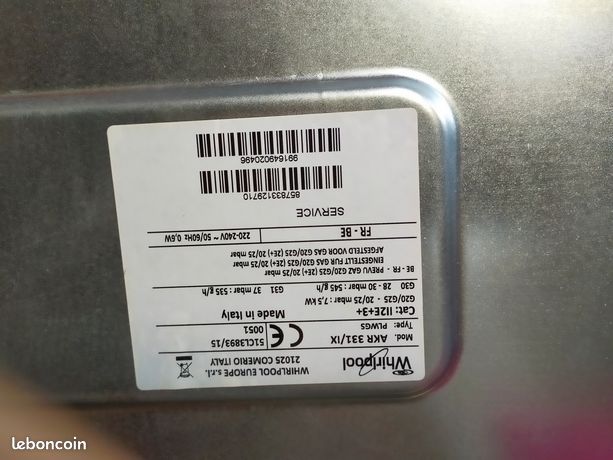 Whirlpool
WHIRLPOOL EUROPE s.r.l.
21025 COMERIO ITALY
Mod. AKR 331/IX
Type: PLWGS
51CL3893/15
0051
CE
Cat: II2E+3+
Made in Italy
G20/G25 - 20/25 mbar : 7,5 kW
G30 28 - 30 mbar : 545 g/h G31 37 mbar : 535 g/h
BE - FR - PREVU GAZ G20/G25 (2E+) 20/25 mbar
EINGESTELLT FUR GAS G20/G25 (2E+) 20/25 mbar
AFGESTELD VOOR GAS G20/G25 (2E+) 20/25 mbar
FR - BE 220-240V ~ 50/60Hz 0,6W
SERVICE
857833129710
991649020496
leboncoin